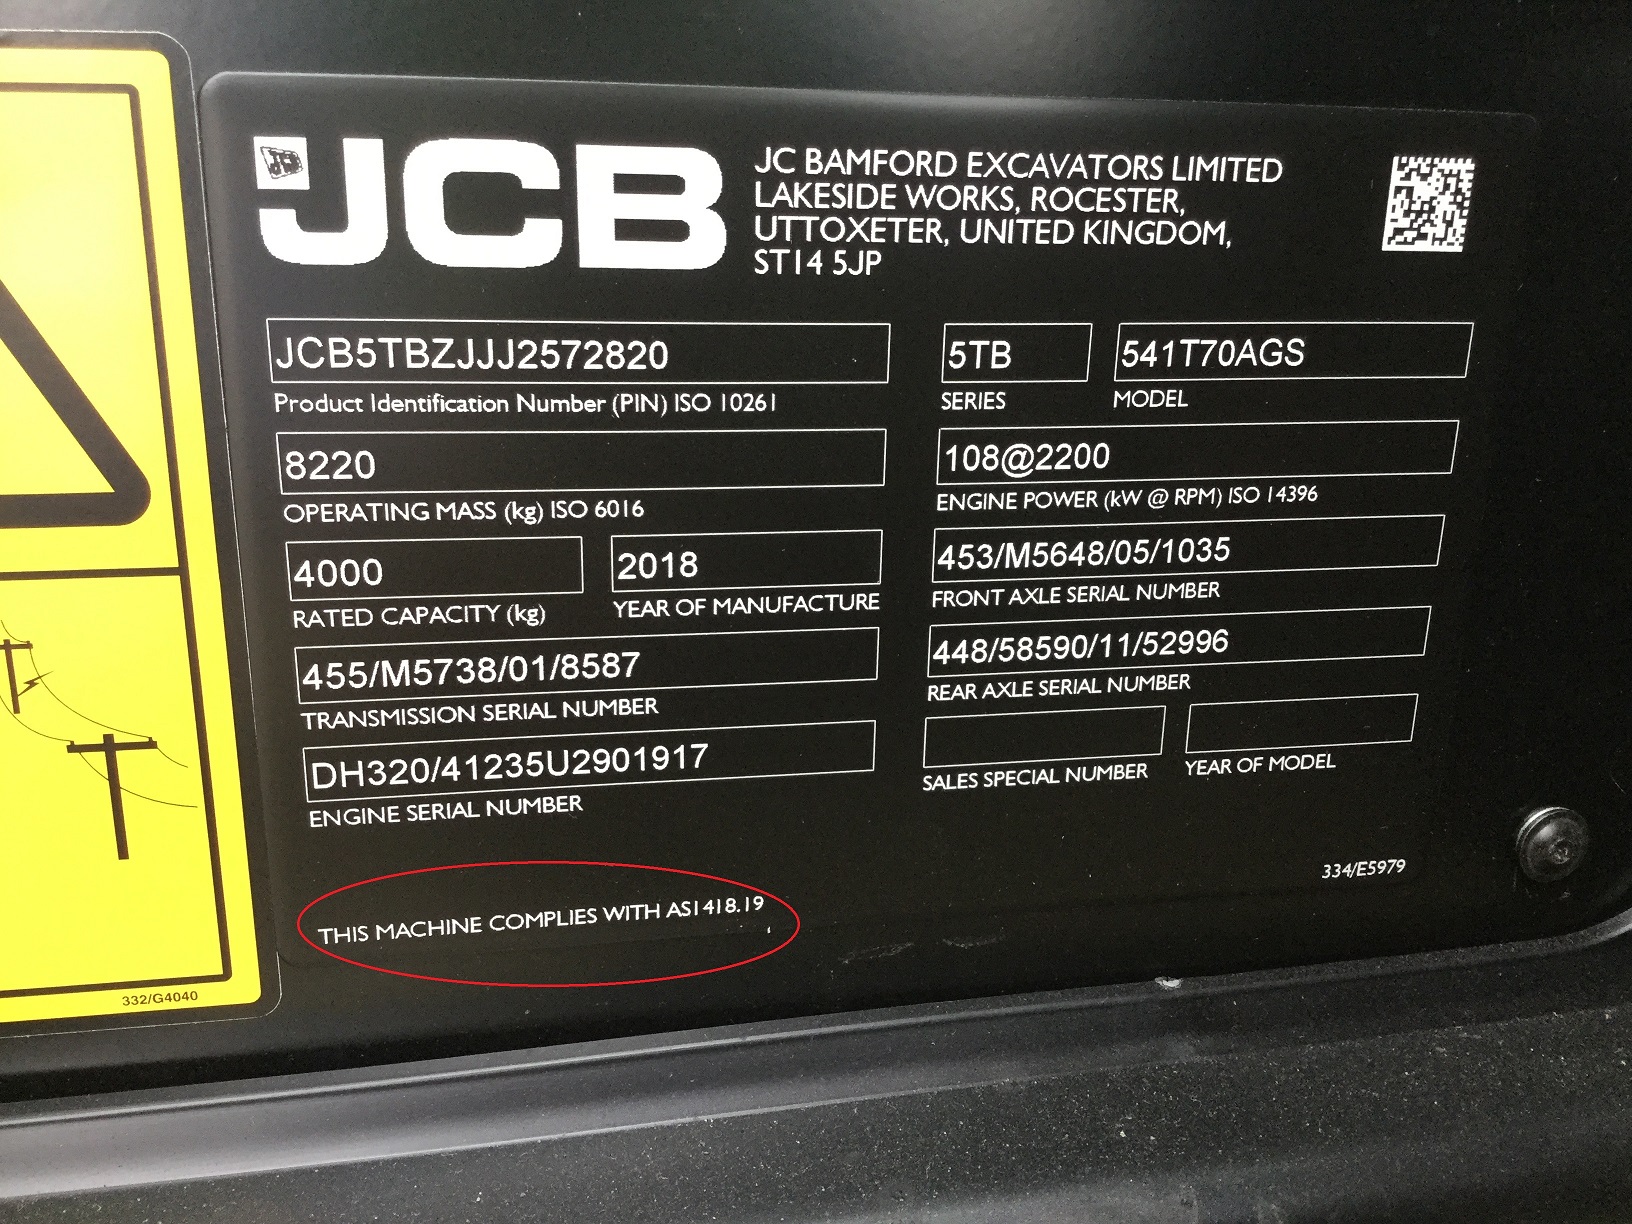 JCB
JC BAMFORD EXCAVATORS LIMITED
LAKESIDE WORKS, ROCESTER,
UTTOXETER, UNITED KINGDOM,
ST14 5JP
JCB5TBZJJJ2572820
Product Identification Number (PIN) ISO 10261
5TB
SERIES
541T70AGS
MODEL
8220
OPERATING MASS (kg) ISO 6016
108@2200
ENGINE POWER (kW @ RPM) ISO 14396
4000
RATED CAPACITY (kg)
2018
YEAR OF MANUFACTURE
453/M5648/05/1035
FRONT AXLE SERIAL NUMBER
455/M5738/01/8587
TRANSMISSION SERIAL NUMBER
448/58590/11/52996
REAR AXLE SERIAL NUMBER
DH320/41235U2901917
ENGINE SERIAL NUMBER
SALES SPECIAL NUMBER
YEAR OF MODEL
334/E5979
THIS MACHINE COMPLIES WITH AS1418.19
332/G4040